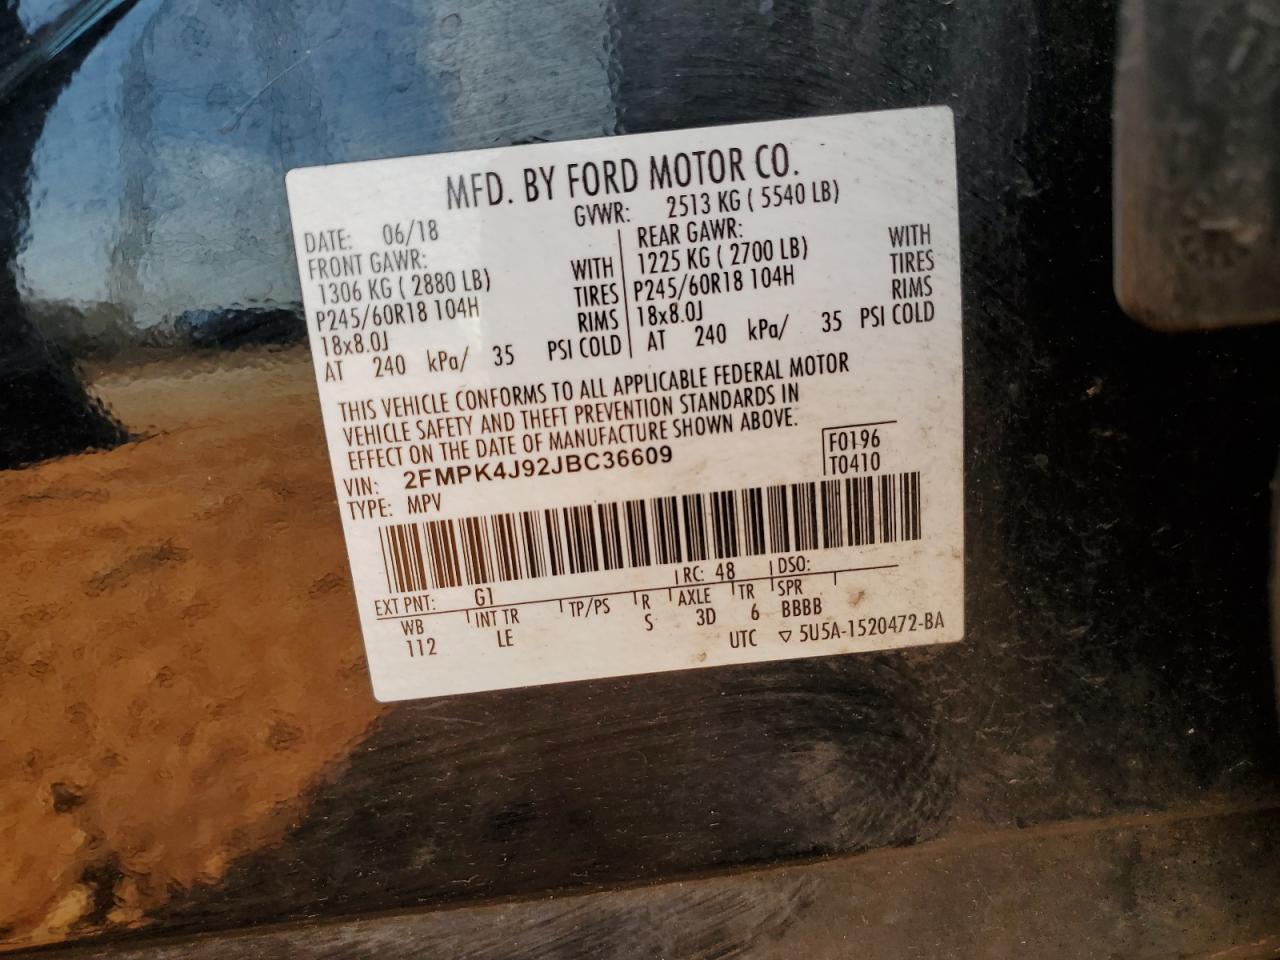 MFD. BY FORD MOTOR CO.
DATE: 06/18 GVWR: 2513 KG ( 5540 LB)
FRONT GAWR: REAR GAWR:
1306 KG ( 2880 LB) WITH 1225 KG ( 2700 LB) WITH
P245/60R18 104H TIRES P245/60R18 104H TIRES
18x8.0J RIMS 18x8.0J RIMS
AT 240 kPa/ 35 PSI COLD AT 240 kPa/ 35 PSI COLD
THIS VEHICLE CONFORMS TO ALL APPLICABLE FEDERAL MOTOR
VEHICLE SAFETY AND THEFT PREVENTION STANDARDS IN
EFFECT ON THE DATE OF MANUFACTURE SHOWN ABOVE.
VIN: 2FMPK4J92JBC36609 F0196
TYPE: MPV T0410
EXT PNT: G1 RC: 48 DSO:
WB INT TR TP/PS R AXLE TR SPR
112 LE S 3D 6 BBBB
UTC ▽ 5U5A-1520472-BA